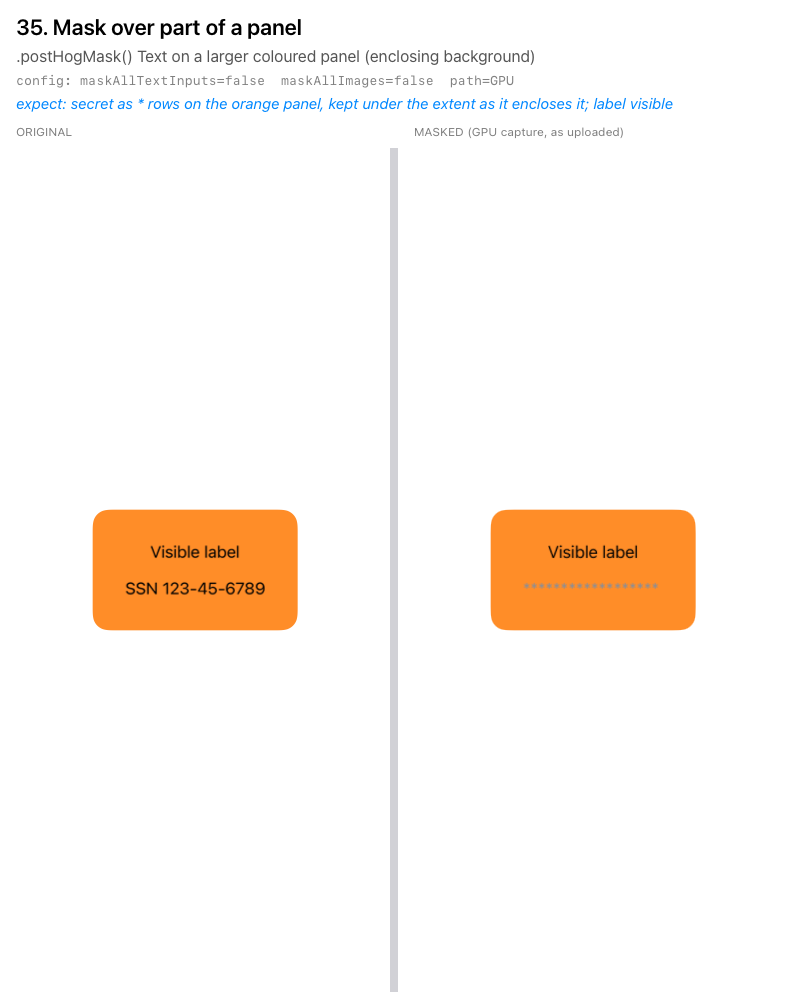 35. Mask over part of a panel
.postHogMask() Text on a larger coloured panel (enclosing background)
config: maskAllTextInputs=false  maskAllImages=false  path=GPU
expect: secret as * rows on the orange panel, kept under the extent as it encloses it; label visible
ORIGINAL
MASKED (GPU capture, as uploaded)
Visible label
SSN 123-45-6789
Visible label
******************